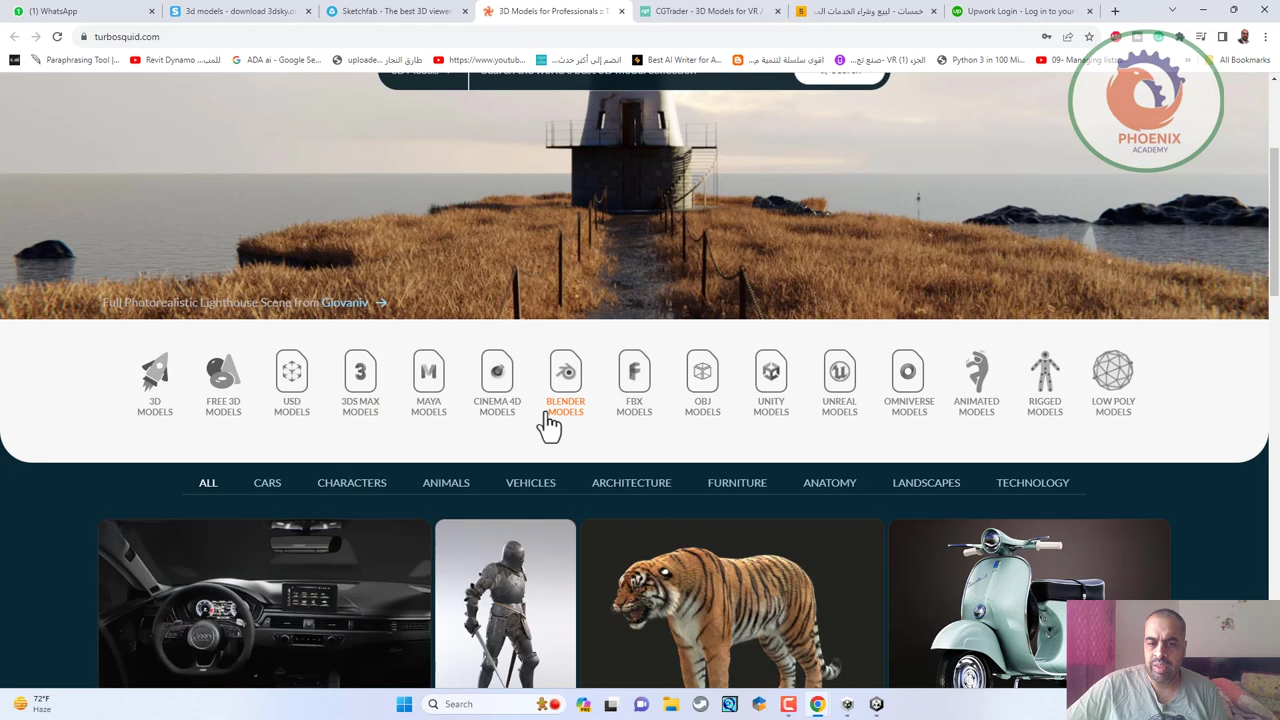 (1) WhatsApp
3d models - download 3dsky.o
Sketchfab - The best 3D viewer
3D Models for Professionals :: T
CGTrader - 3D Models for VR /
خمسات - لبيع وشراء الخدمات الم
Upwork Login - Log in to your
turbosquid.com
Paraphrasing Tool |
Revit Dynamo للمبت...
ADA ai - Google Se...
uploade... طارق النجار
https://www.youtub...
انضم إلى أكثر حدث...
Best AI Writer for A...
اقوى سلسلة لتنمية م...
الجزء (1) VR -صنع تج...
Python 3 in 100 Mi...
09- Managing lists
»
All Bookmarks
PHOENIX
ACADEMY
Full Photorealistic Lighthouse Scene from Giovaniv →
3D MODELS
FREE 3D MODELS
USD MODELS
3DS MAX MODELS
MAYA MODELS
CINEMA 4D MODELS
BLENDER MODELS
FBX MODELS
OBJ MODELS
UNITY MODELS
UNREAL MODELS
OMNIVERSE MODELS
ANIMATED MODELS
RIGGED MODELS
LOW POLY MODELS
ALL CARS CHARACTERS ANIMALS VEHICLES ARCHITECTURE FURNITURE ANATOMY LANDSCAPES TECHNOLOGY
72°F
Haze
Search